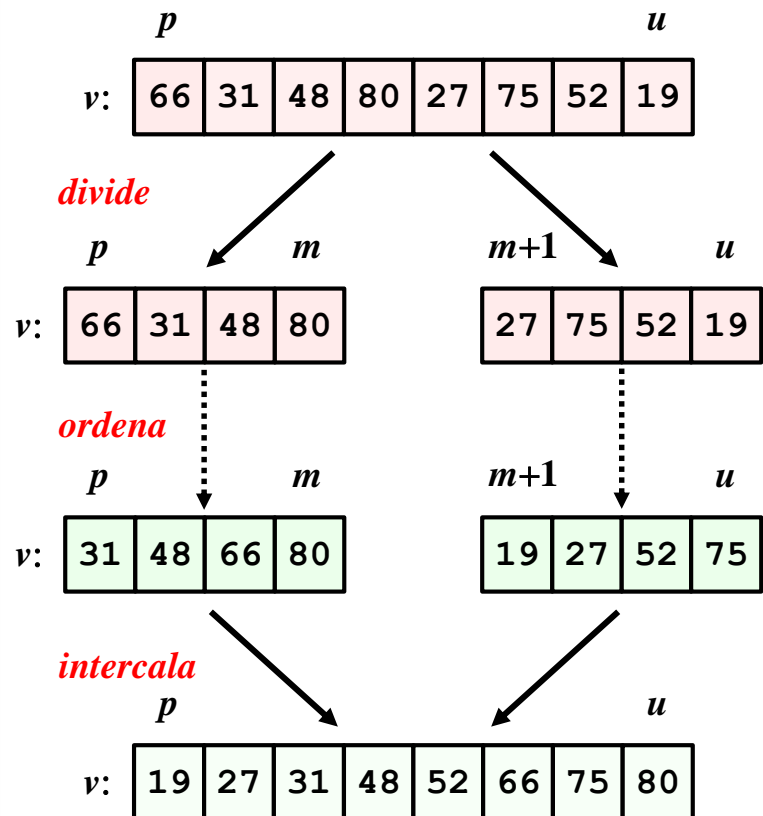 p u
v: 66 31 48 80 27 75 52 19
divide
p m m+1 u
v: 66 31 48 80 27 75 52 19
ordena
p m m+1 u
v: 31 48 66 80 19 27 52 75
intercala
p u
v: 19 27 31 48 52 66 75 80